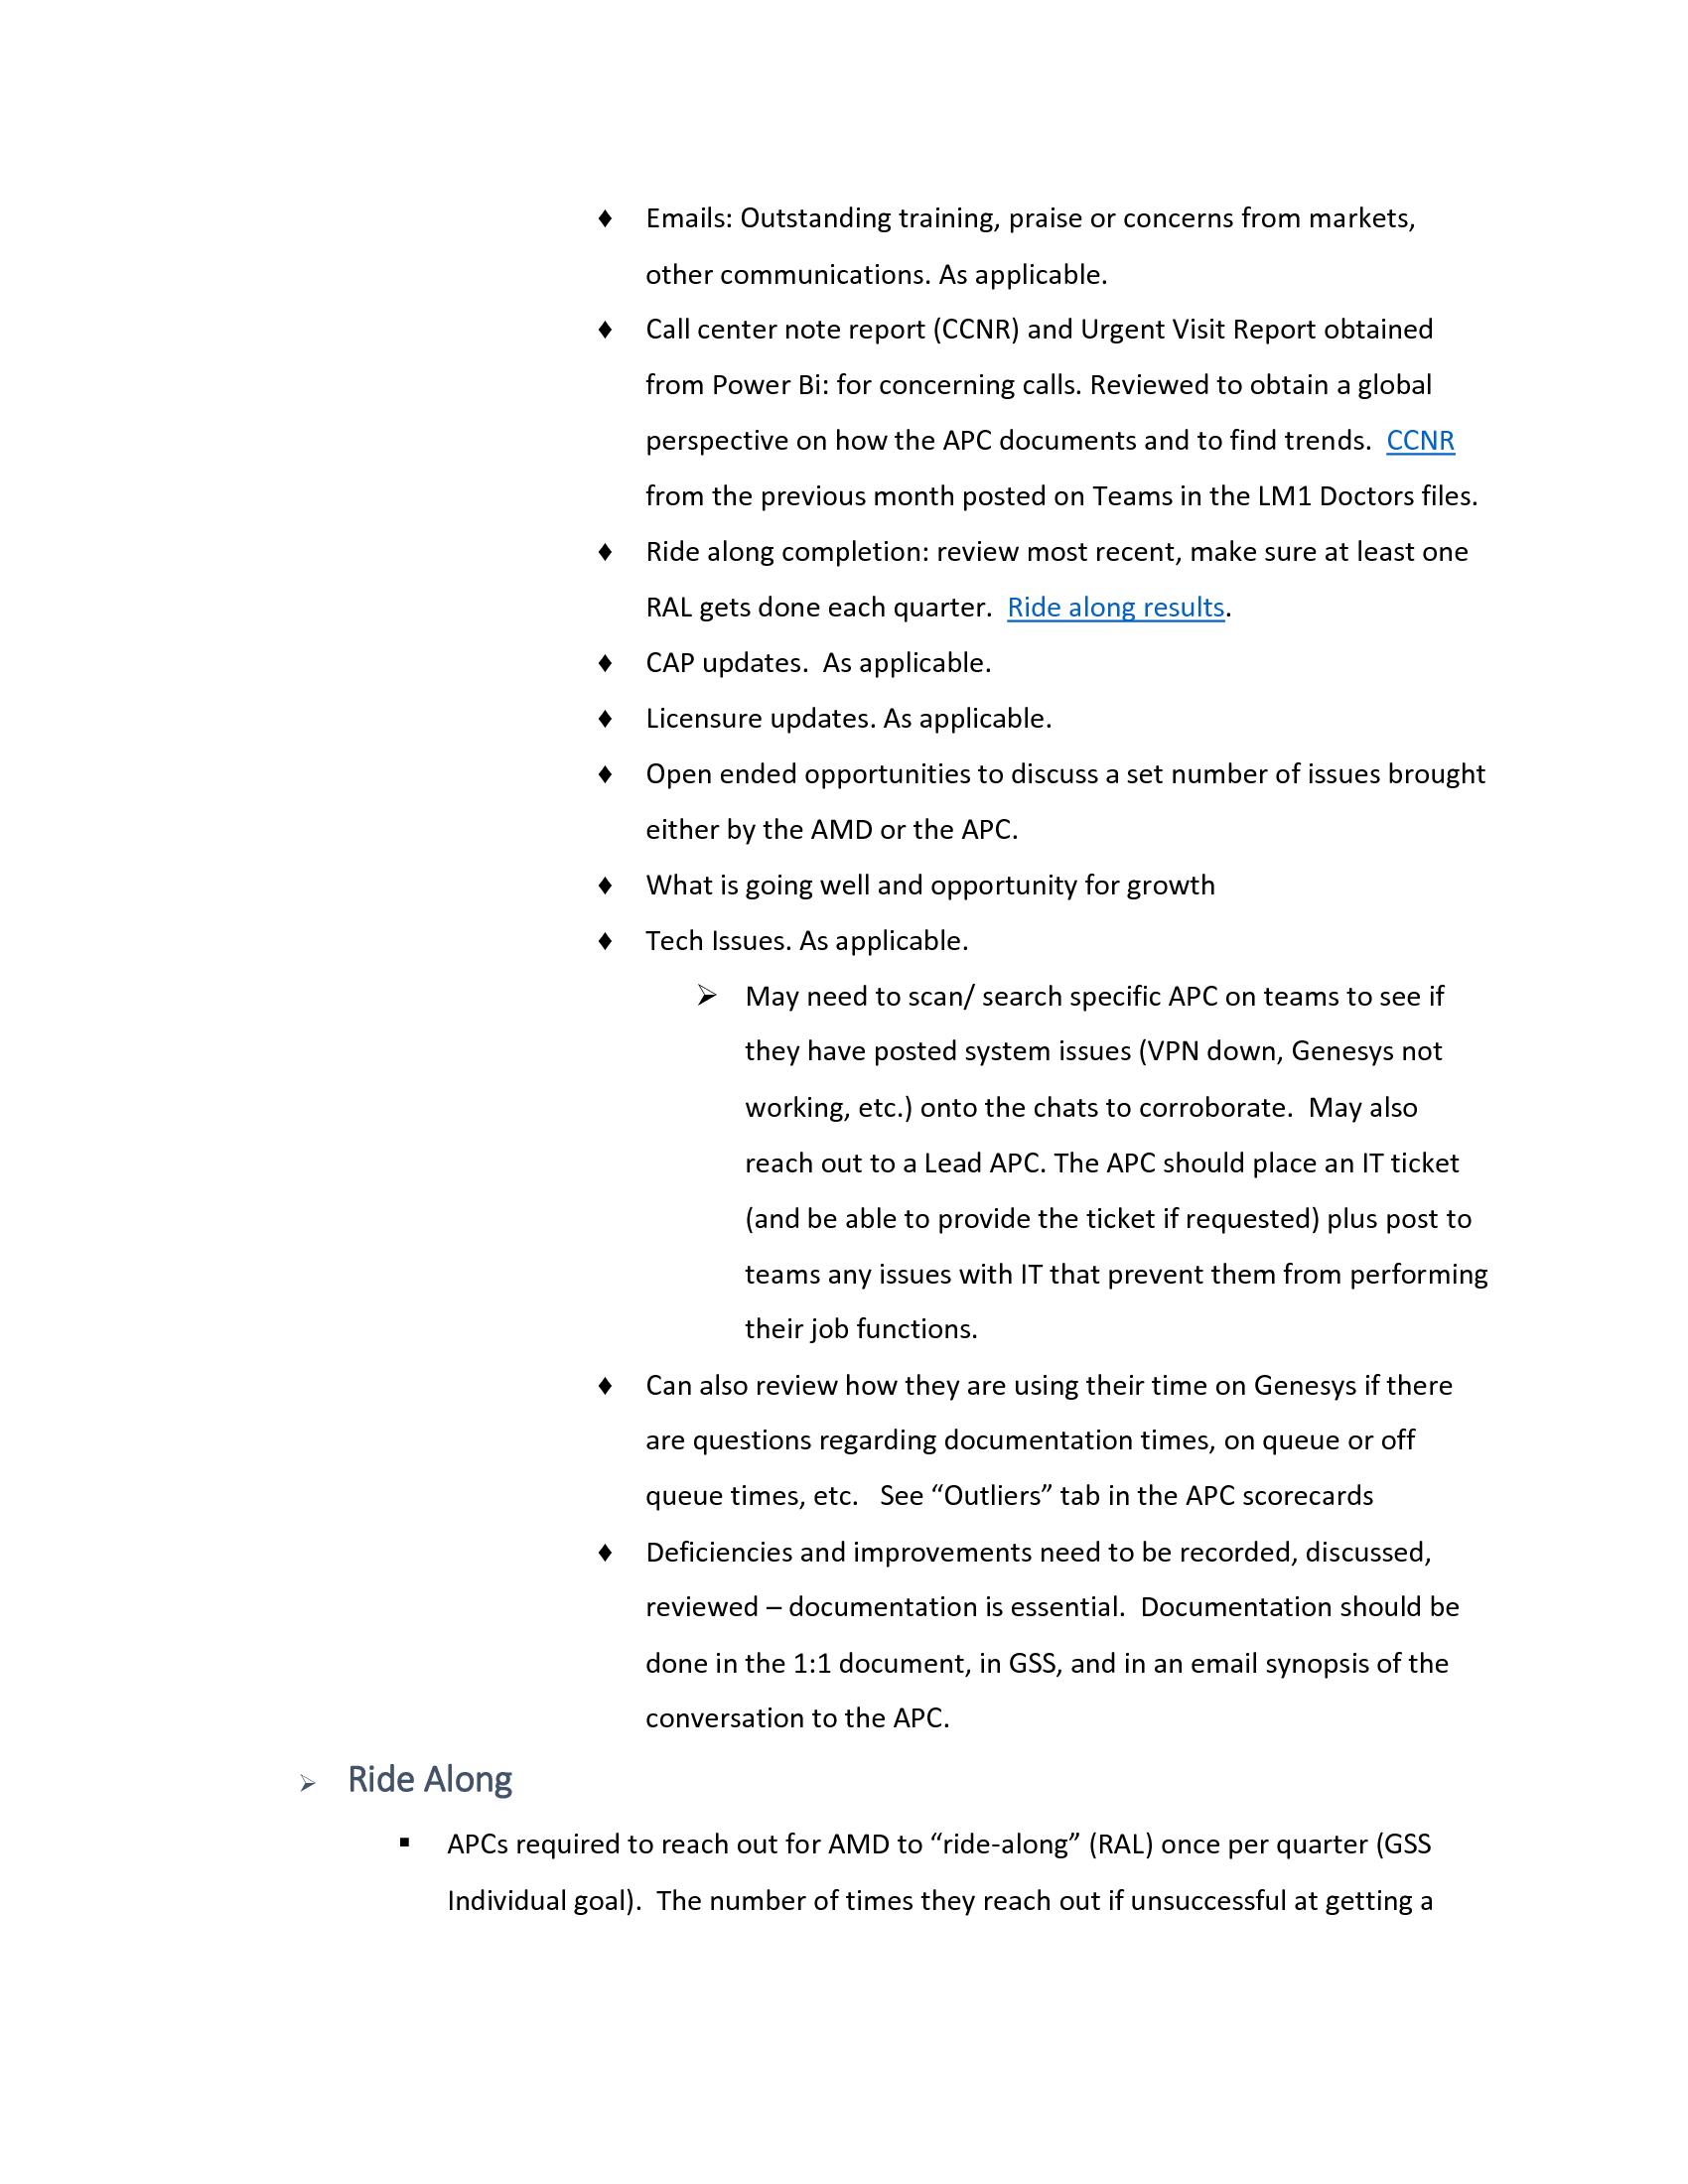 ♦ Emails: Outstanding training, praise or concerns from markets,
other communications. As applicable.
♦ Call center note report (CCNR) and Urgent Visit Report obtained
from Power Bi: for concerning calls. Reviewed to obtain a global
perspective on how the APC documents and to find trends.  CCNR
from the previous month posted on Teams in the LM1 Doctors files.
♦ Ride along completion: review most recent, make sure at least one
RAL gets done each quarter.  Ride along results.
♦ CAP updates.  As applicable.
♦ Licensure updates. As applicable.
♦ Open ended opportunities to discuss a set number of issues brought
either by the AMD or the APC.
♦ What is going well and opportunity for growth
♦ Tech Issues. As applicable.
➢ May need to scan/ search specific APC on teams to see if
they have posted system issues (VPN down, Genesys not
working, etc.) onto the chats to corroborate.  May also
reach out to a Lead APC. The APC should place an IT ticket
(and be able to provide the ticket if requested) plus post to
teams any issues with IT that prevent them from performing
their job functions.
♦ Can also review how they are using their time on Genesys if there
are questions regarding documentation times, on queue or off
queue times, etc.   See “Outliers” tab in the APC scorecards
♦ Deficiencies and improvements need to be recorded, discussed,
reviewed – documentation is essential.  Documentation should be
done in the 1:1 document, in GSS, and in an email synopsis of the
conversation to the APC.
➢ Ride Along
▪ APCs required to reach out for AMD to “ride-along” (RAL) once per quarter (GSS
Individual goal).  The number of times they reach out if unsuccessful at getting a